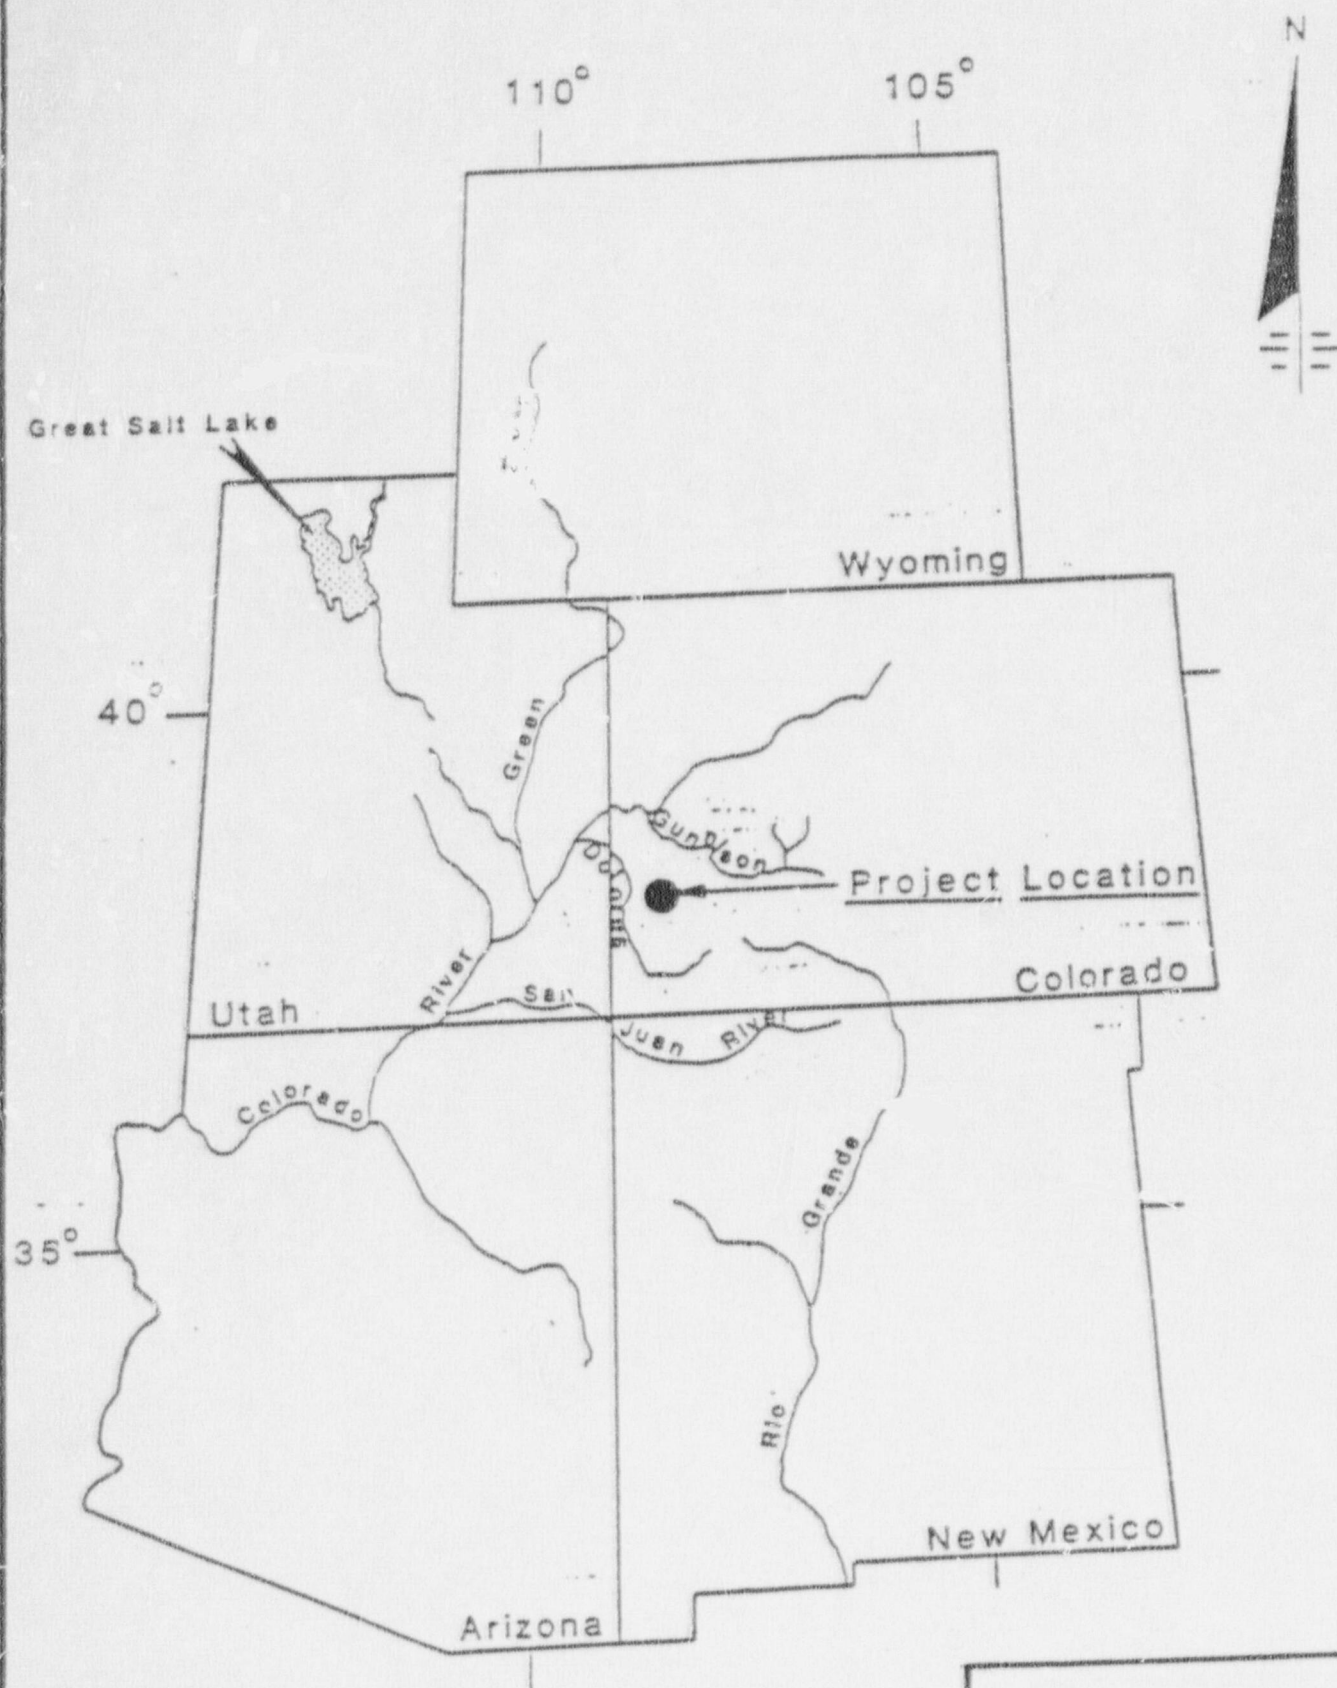 N
110°
105°
Great Salt Lake
Wyoming
40°
Green
Gunnison
Dolores
Project Location
River
San
Colorado
Utah
Juan River
Colorado
Grande
35°
Rio
New Mexico
Arizona